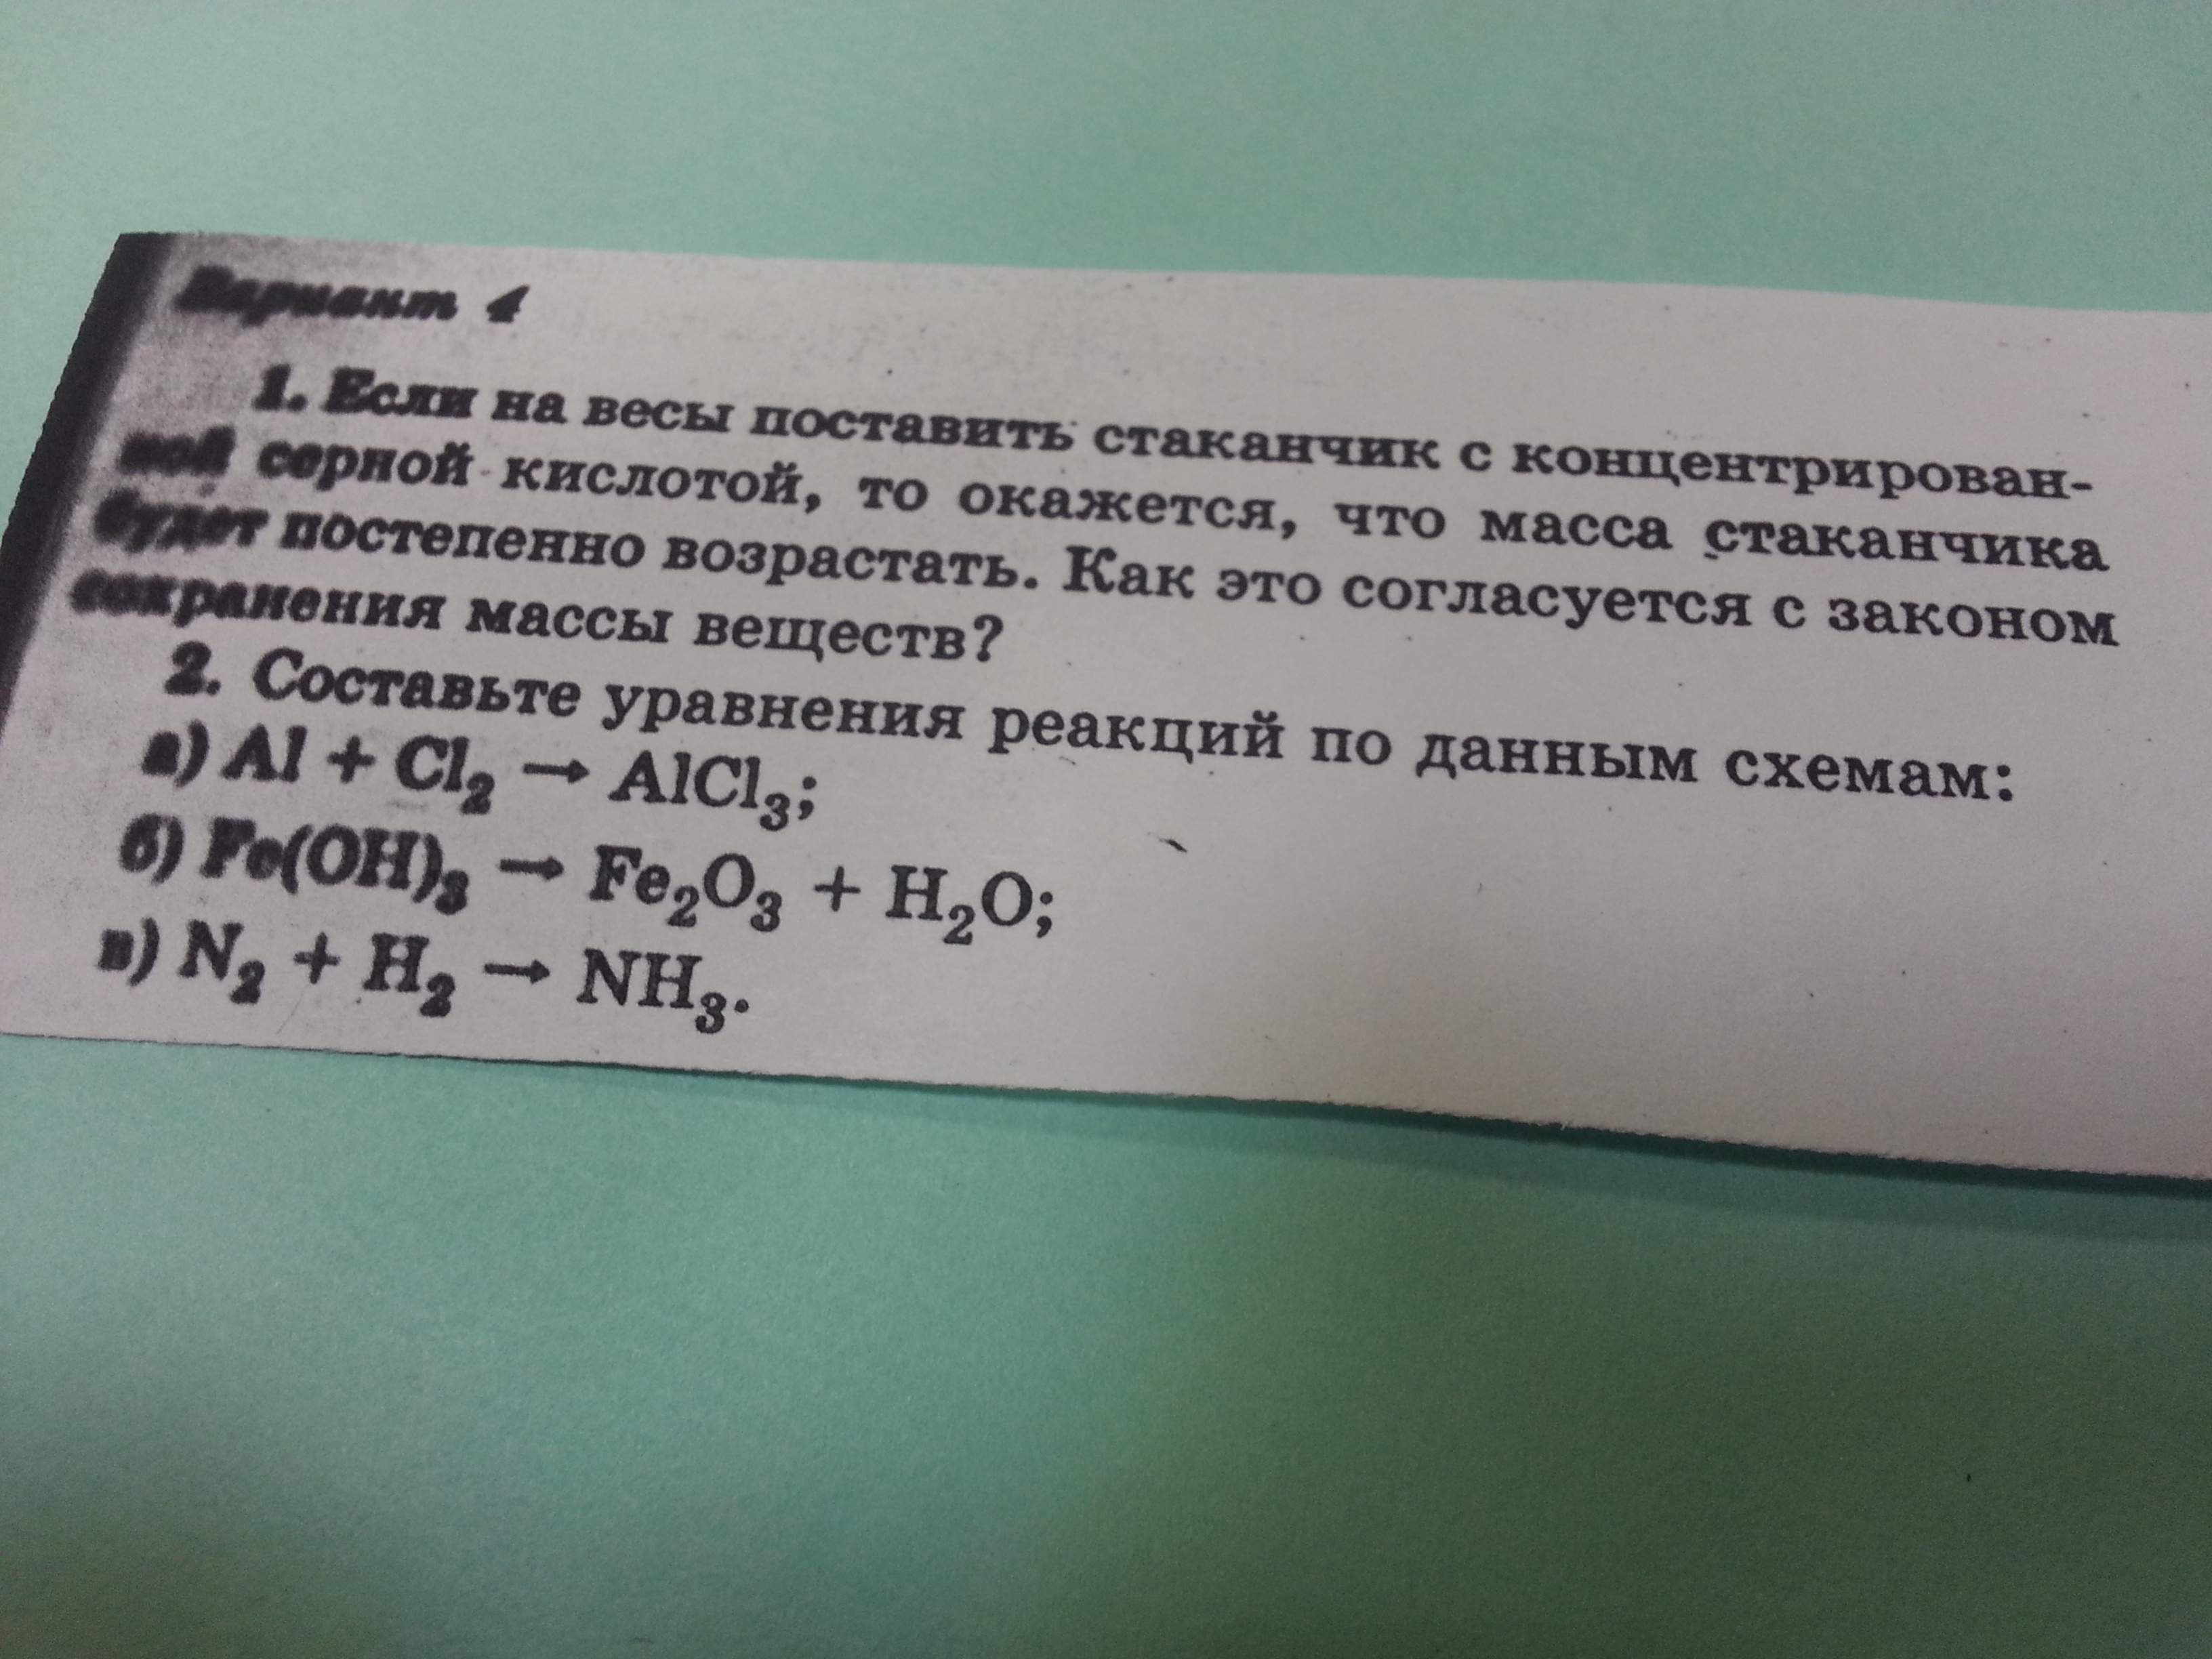 Вариант 4
1. Если на весы поставить стаканчик с концентрирован-
ной серной кислотой, то окажется, что масса стаканчика
будет постепенно возрастать. Как это согласуется с законом
сохранения массы веществ?
2. Составьте уравнения реакций по данным схемам:
а) Al + Cl₂ → AlCl₃;
б) Fe(OH)₃ → Fe₂O₃ + H₂O;
в) N₂ + H₂ → NH₃.